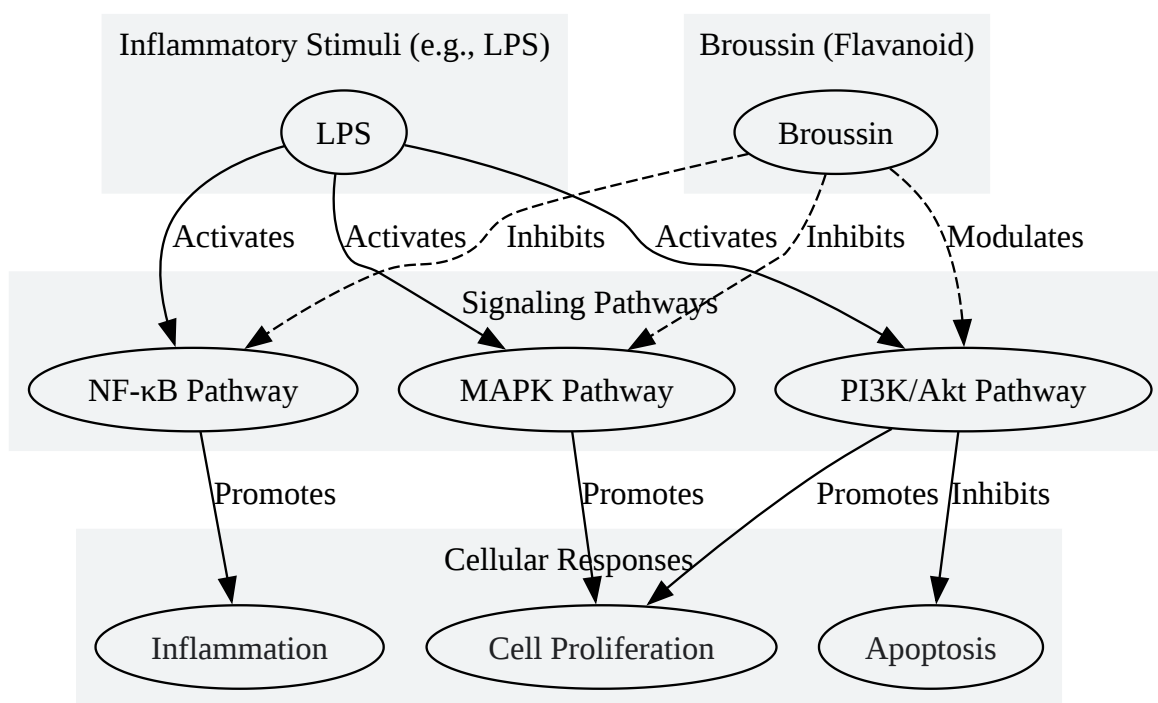 Inflammatory Stimuli (e.g., LPS)
Broussin (Flavanoid)
LPS
Broussin
Activates
Activates
Inhibits
Activates
Inhibits
Modulates
Signaling Pathways
NF-κB Pathway
MAPK Pathway
PI3K/Akt Pathway
Promotes
Promotes
Promotes
Inhibits
Cellular Responses
Inflammation
Cell Proliferation
Apoptosis